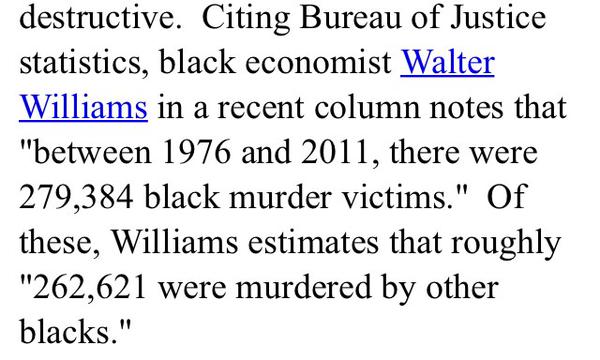 destructive.  Citing Bureau of Justice
statistics, black economist Walter
Williams in a recent column notes that
"between 1976 and 2011, there were
279,384 black murder victims."  Of
these, Williams estimates that roughly
"262,621 were murdered by other
blacks."